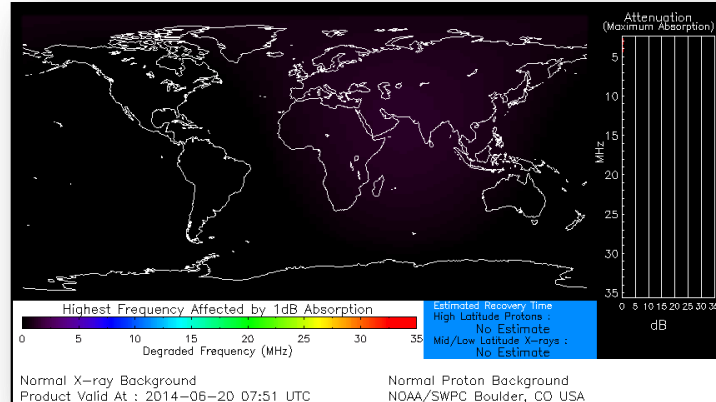 Attenuation
(Maximum Absorption)
5
10
15
20
25
30
35
MHz
0 5 10 15 20 25 30 35
dB
Highest Frequency Affected by 1dB Absorption
0 5 10 15 20 25 30 35
Degraded Frequency (MHz)
Estimated Recovery Time
High Latitude Protons :
No Estimate
Mid/Low Latitude X-rays :
No Estimate
Normal X-ray Background
Product Valid At : 2014-06-20 07:51 UTC
Normal Proton Background
NOAA/SWPC Boulder, CO USA